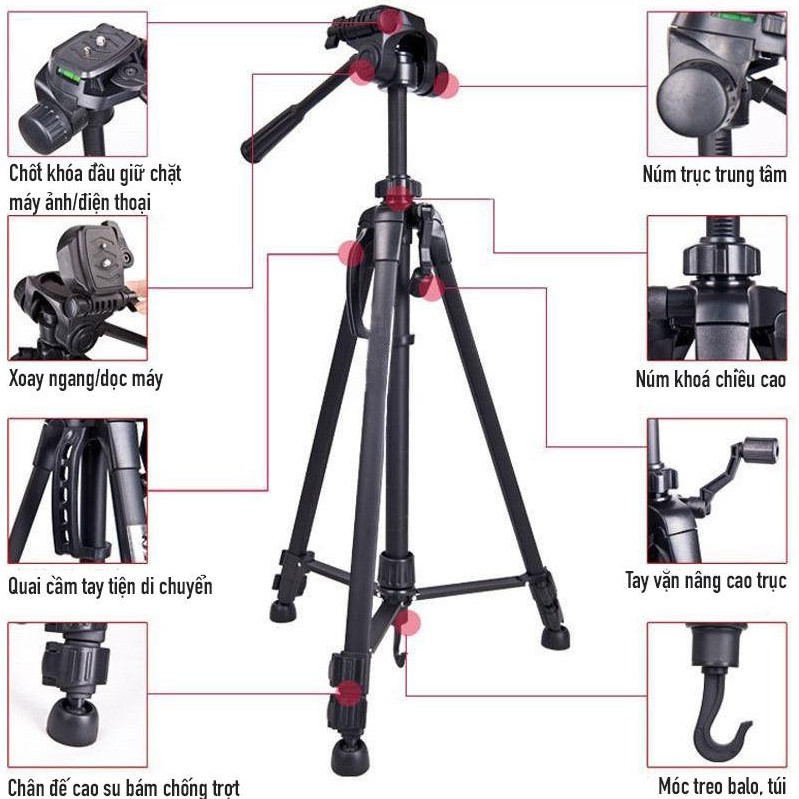 Chốt khóa đầu giữ chặt
máy ảnh/điện thoại
Xoay ngang/dọc máy
Quai cầm tay tiện di chuyển
Chân đế cao su bám chống trợt
Núm trục trung tâm
Núm khoá chiều cao
Tay vặn nâng cao trục
Móc treo balo, túi